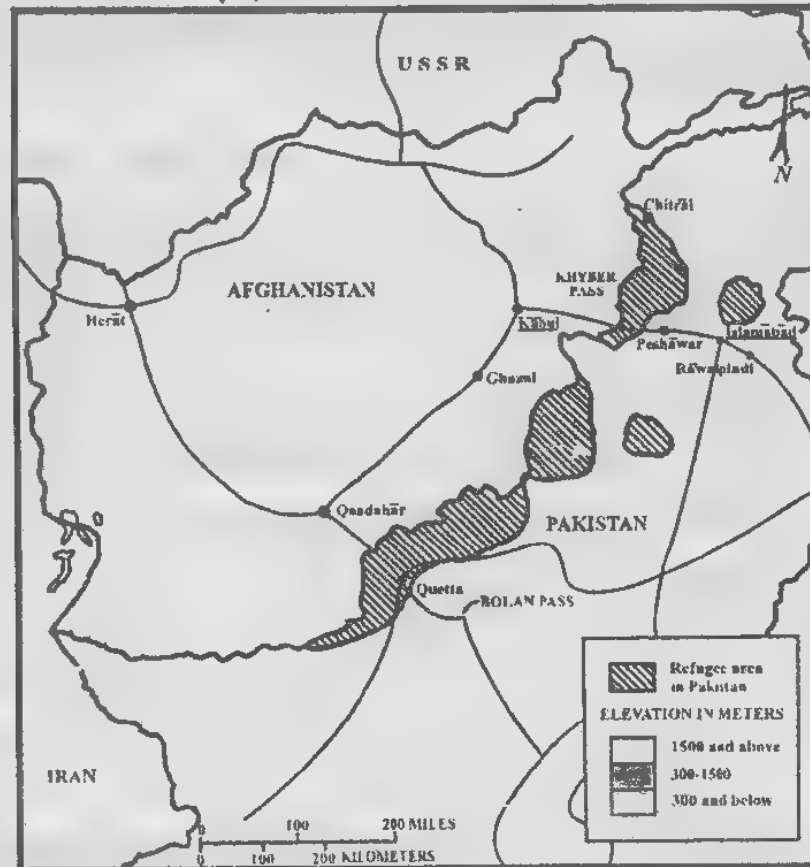 USSR
N
Chitrāl
KHYBER
PASS
AFGHANISTAN
Herāt
Kābul
Peshāwar
Islamābād
Rāwalpindi
Ghazni
Qandahār
PAKISTAN
Quetta
BOLAN PASS
Refugee area
in Pakistan
ELEVATION IN METERS
1500 and above
300-1500
300 and below
IRAN
0 100 200 MILES
0 100 200 KILOMETERS